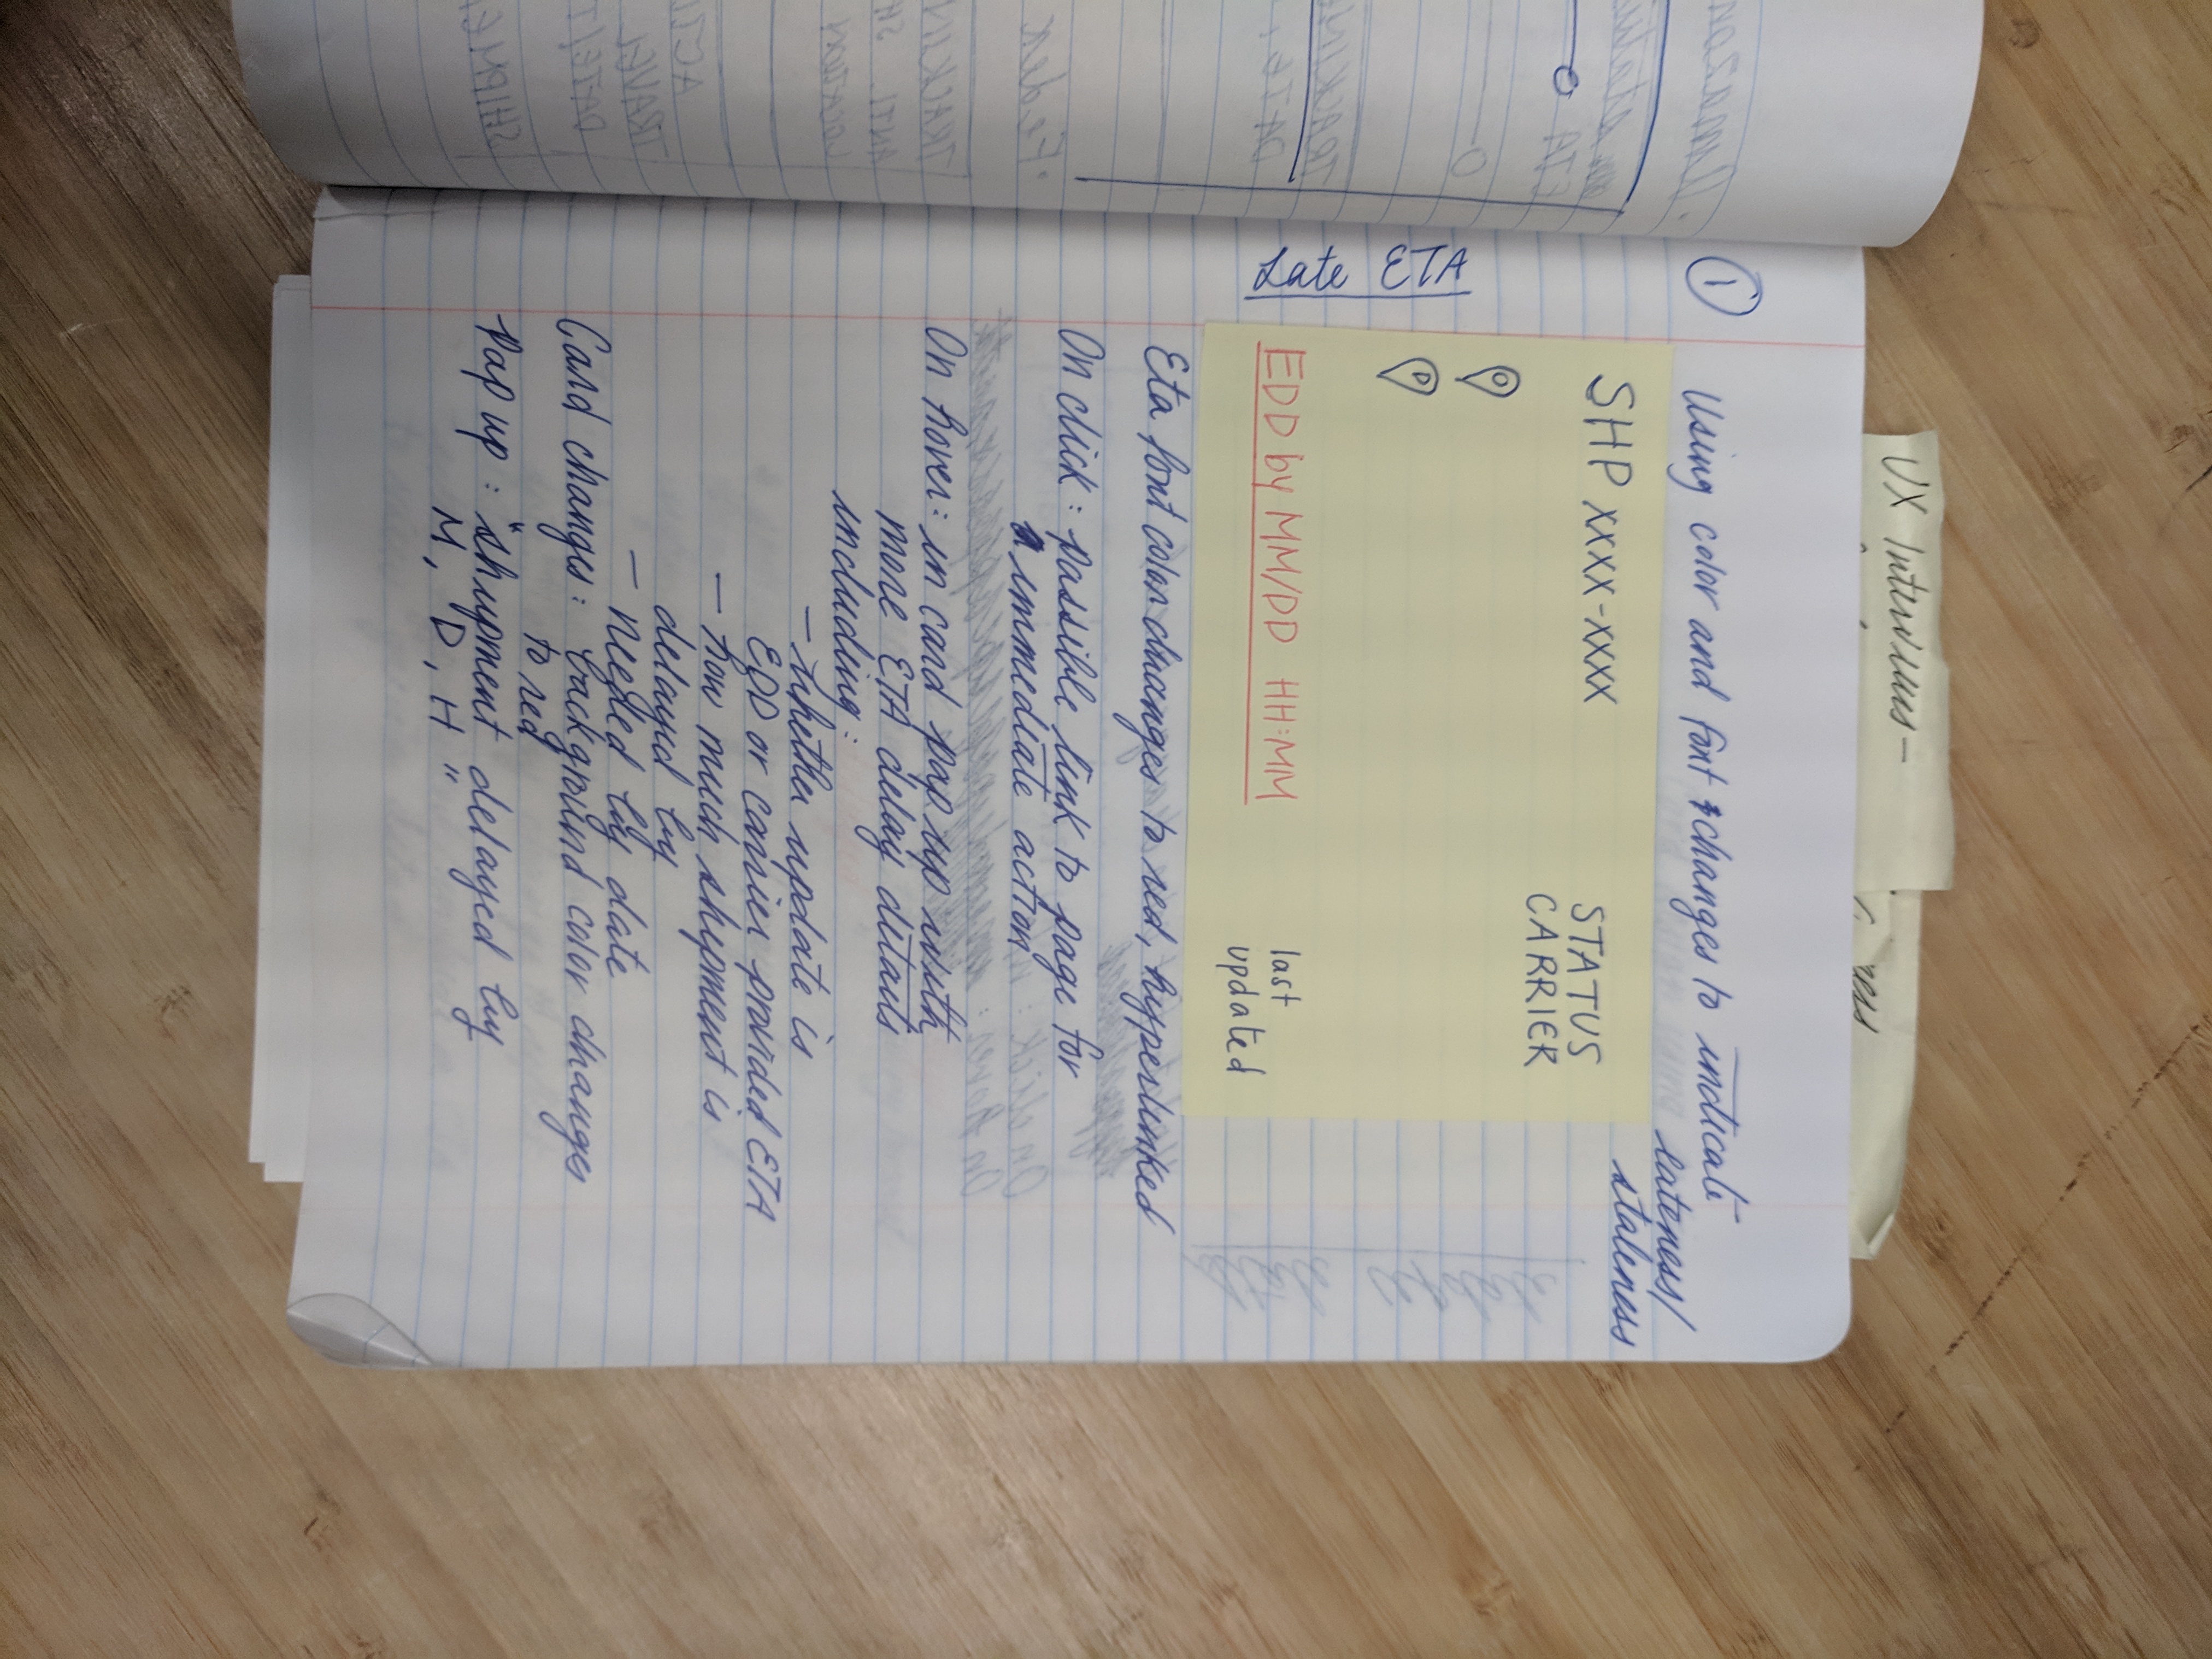 UX Interviews -
① Using color and font changes to indicate
lateness/
staleness
SHP XXXX-XXXX
STATUS
CARRIER
Late ETA
EDD by MM/DD HH:MM
last
updated
Eta font color changes to red, hyperlinked
On click: possible link to page for
immediate action
On hover: in card pop up with
more ETA delay details
including:
- whether update is
EDD or carrier provided ETA
- how much shipment is
delayed by
- Need by date
Card changes: background color changes
to red
Pop up: "shipment delayed by
M, D, H"